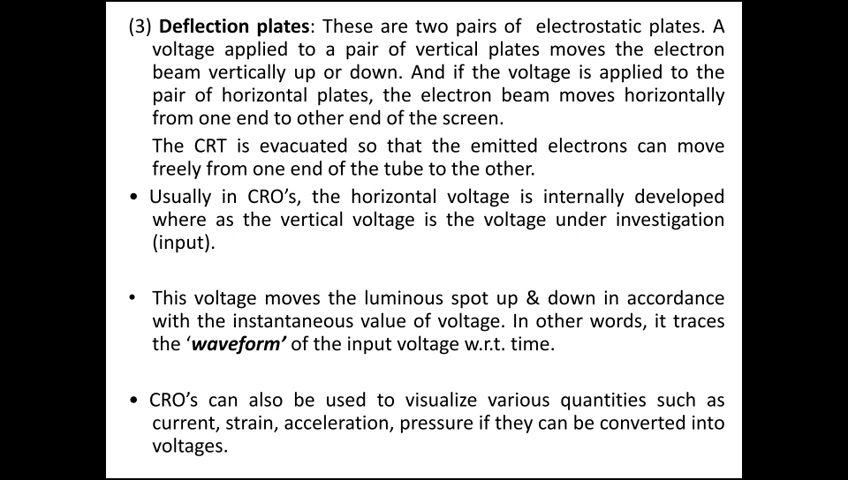 (3) Deflection plates: These are two pairs of electrostatic plates. A
voltage applied to a pair of vertical plates moves the electron
beam vertically up or down. And if the voltage is applied to the
pair of horizontal plates, the electron beam moves horizontally
from one end to other end of the screen.
The CRT is evacuated so that the emitted electrons can move
freely from one end of the tube to the other.
• Usually in CRO's, the horizontal voltage is internally developed
where as the vertical voltage is the voltage under investigation
(input).
• This voltage moves the luminous spot up & down in accordance
with the instantaneous value of voltage. In other words, it traces
the 'waveform' of the input voltage w.r.t. time.
• CRO's can also be used to visualize various quantities such as
current, strain, acceleration, pressure if they can be converted into
voltages.